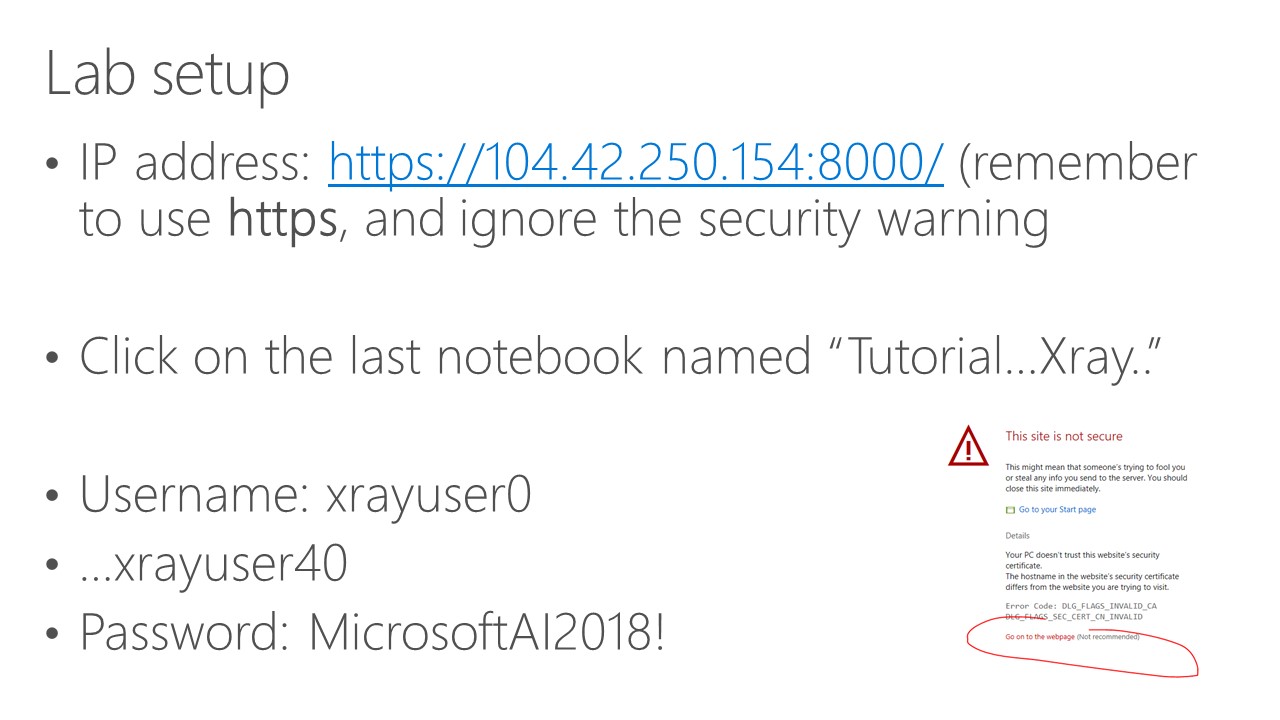 Lab setup
• IP address: https://104.42.250.154:8000/ (remember
to use https, and ignore the security warning
• Click on the last notebook named “Tutorial…Xray..”
• Username: xrayuser0
• …xrayuser40
• Password: MicrosoftAI2018!
This site is not secure
This might mean that someone's trying to fool you
or steal any info you send to the server. You should
close this site immediately.
Go to your Start page
Details
Your PC doesn't trust this website's security
certificate.
The hostname in the website's security certificate
differs from the website you are trying to visit.
Error Code: DLG_FLAGS_INVALID_CA
DLG_FLAGS_SEC_CERT_CN_INVALID
Go on to the webpage (Not recommended)